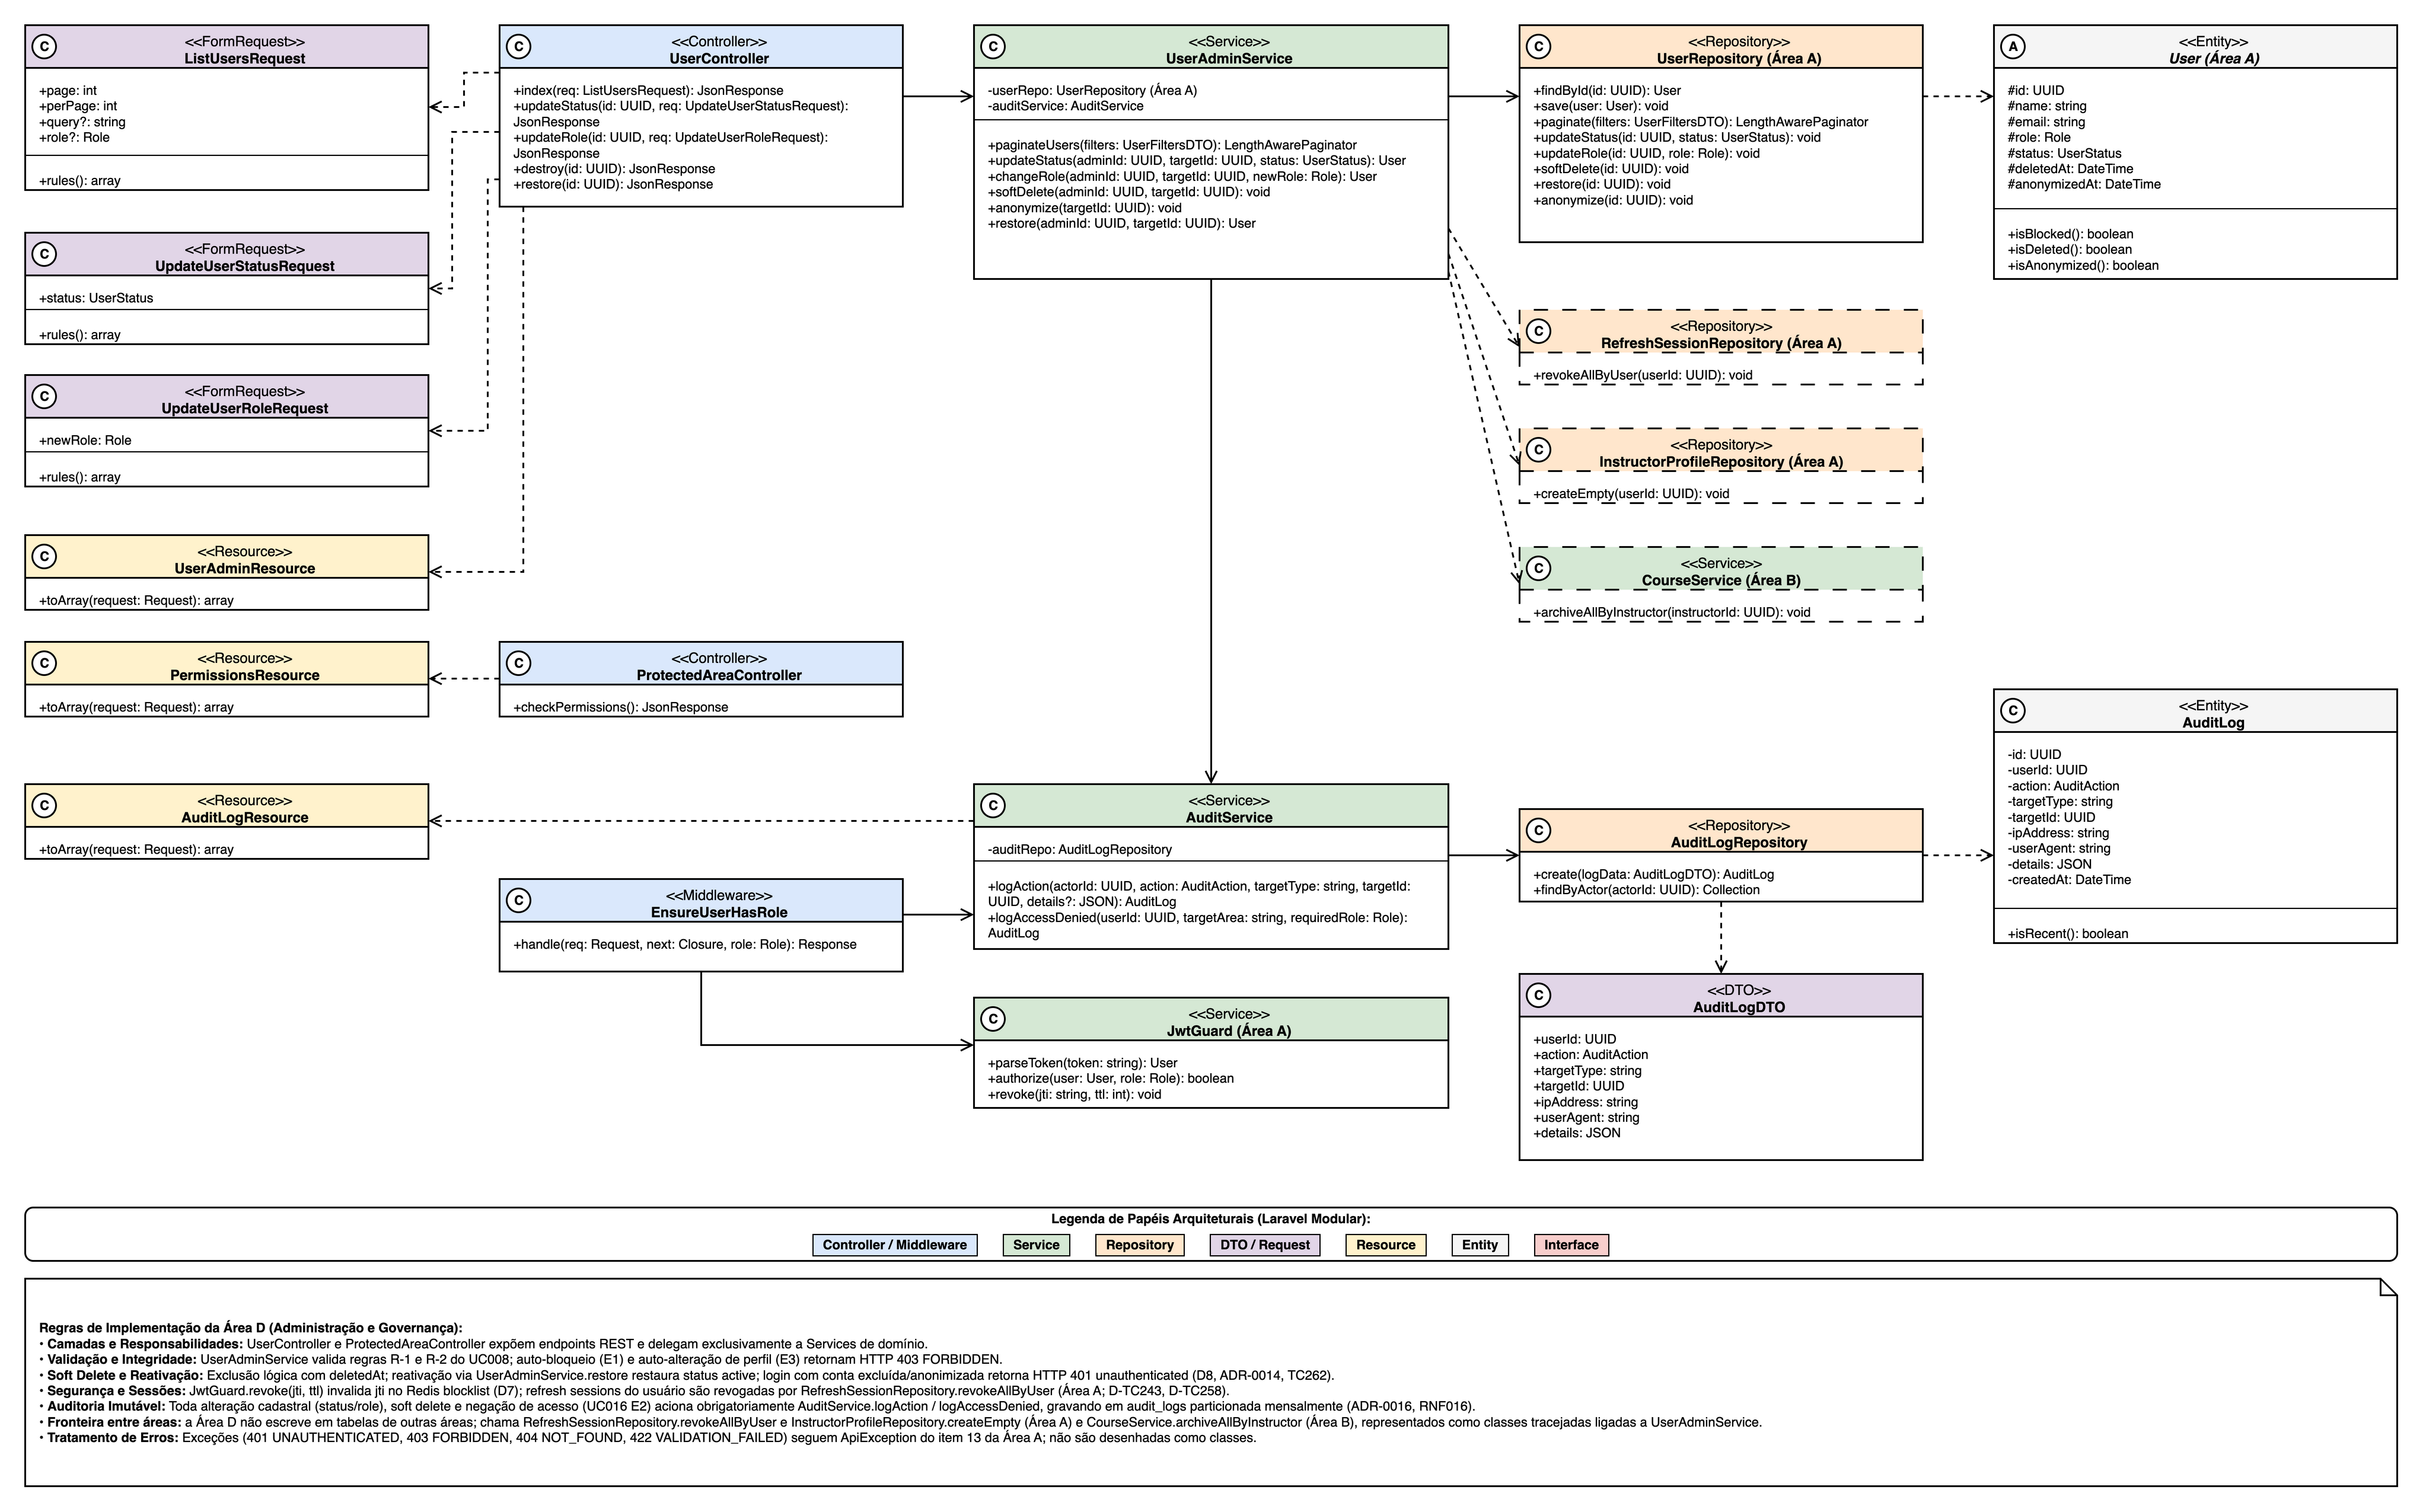 C
<<FormRequest>>
ListUsersRequest
+page: int
+perPage: int
+query?: string
+role?: Role
+rules(): array
C
<<Controller>>
UserController
+index(req: ListUsersRequest): JsonResponse
+updateStatus(id: UUID, req: UpdateUserStatusRequest):
JsonResponse
+updateRole(id: UUID, req: UpdateUserRoleRequest):
JsonResponse
+destroy(id: UUID): JsonResponse
+restore(id: UUID): JsonResponse
C
<<Service>>
UserAdminService
-userRepo: UserRepository (Área A)
-auditService: AuditService
+paginateUsers(filters: UserFiltersDTO): LengthAwarePaginator
+updateStatus(adminId: UUID, targetId: UUID, status: UserStatus): User
+changeRole(adminId: UUID, targetId: UUID, newRole: Role): User
+softDelete(adminId: UUID, targetId: UUID): void
+anonymize(targetId: UUID): void
+restore(adminId: UUID, targetId: UUID): User
C
<<Repository>>
UserRepository (Área A)
+findById(id: UUID): User
+save(user: User): void
+paginate(filters: UserFiltersDTO): LengthAwarePaginator
+updateStatus(id: UUID, status: UserStatus): void
+updateRole(id: UUID, role: Role): void
+softDelete(id: UUID): void
+restore(id: UUID): void
+anonymize(id: UUID): void
A
<<Entity>>
User (Área A)
#id: UUID
#name: string
#email: string
#role: Role
#status: UserStatus
#deletedAt: DateTime
#anonymizedAt: DateTime
+isBlocked(): boolean
+isDeleted(): boolean
+isAnonymized(): boolean
C
<<FormRequest>>
UpdateUserStatusRequest
+status: UserStatus
+rules(): array
C
<<Repository>>
RefreshSessionRepository (Área A)
+revokeAllByUser(userId: UUID): void
C
<<FormRequest>>
UpdateUserRoleRequest
+newRole: Role
+rules(): array
C
<<Repository>>
InstructorProfileRepository (Área A)
+createEmpty(userId: UUID): void
C
<<Resource>>
UserAdminResource
+toArray(request: Request): array
C
<<Service>>
CourseService (Área B)
+archiveAllByInstructor(instructorId: UUID): void
C
<<Resource>>
PermissionsResource
+toArray(request: Request): array
C
<<Controller>>
ProtectedAreaController
+checkPermissions(): JsonResponse
C
<<Entity>>
AuditLog
-id: UUID
-userId: UUID
-action: AuditAction
-targetType: string
-targetId: UUID
-ipAddress: string
-userAgent: string
-details: JSON
-createdAt: DateTime
+isRecent(): boolean
C
<<Resource>>
AuditLogResource
+toArray(request: Request): array
C
<<Service>>
AuditService
-auditRepo: AuditLogRepository
+logAction(actorId: UUID, action: AuditAction, targetType: string, targetId:
UUID, details?: JSON): AuditLog
+logAccessDenied(userId: UUID, targetArea: string, requiredRole: Role):
AuditLog
C
<<Repository>>
AuditLogRepository
+create(logData: AuditLogDTO): AuditLog
+findByActor(actorId: UUID): Collection
C
<<Middleware>>
EnsureUserHasRole
+handle(req: Request, next: Closure, role: Role): Response
C
<<Service>>
JwtGuard (Área A)
+parseToken(token: string): User
+authorize(user: User, role: Role): boolean
+revoke(jti: string, ttl: int): void
C
<<DTO>>
AuditLogDTO
+userId: UUID
+action: AuditAction
+targetType: string
+targetId: UUID
+ipAddress: string
+userAgent: string
+details: JSON
Legenda de Papéis Arquiteturais (Laravel Modular):
Controller / Middleware
Service
Repository
DTO / Request
Resource
Entity
Interface
Regras de Implementação da Área D (Administração e Governança):
• Camadas e Responsabilidades: UserController e ProtectedAreaController expõem endpoints REST e delegam exclusivamente a Services de domínio.
• Validação e Integridade: UserAdminService valida regras R-1 e R-2 do UC008; auto-bloqueio (E1) e auto-alteração de perfil (E3) retornam HTTP 403 FORBIDDEN.
• Soft Delete e Reativação: Exclusão lógica com deletedAt; reativação via UserAdminService.restore restaura status active; login com conta excluída/anonimizada retorna HTTP 401 unauthenticated (D8, ADR-0014, TC262).
• Segurança e Sessões: JwtGuard.revoke(jti, ttl) invalida jti no Redis blocklist (D7); refresh sessions do usuário são revogadas por RefreshSessionRepository.revokeAllByUser (Área A; D-TC243, D-TC258).
• Auditoria Imutável: Toda alteração cadastral (status/role), soft delete e negação de acesso (UC016 E2) aciona obrigatoriamente AuditService.logAction / logAccessDenied, gravando em audit_logs particionada mensalmente (ADR-0016, RNF016).
• Fronteira entre áreas: a Área D não escreve em tabelas de outras áreas; chama RefreshSessionRepository.revokeAllByUser e InstructorProfileRepository.createEmpty (Área A) e CourseService.archiveAllByInstructor (Área B), representados como classes tracejadas ligadas a UserAdminService.
• Tratamento de Erros: Exceções (401 UNAUTHENTICATED, 403 FORBIDDEN, 404 NOT_FOUND, 422 VALIDATION_FAILED) seguem ApiException do item 13 da Área A; não são desenhadas como classes.